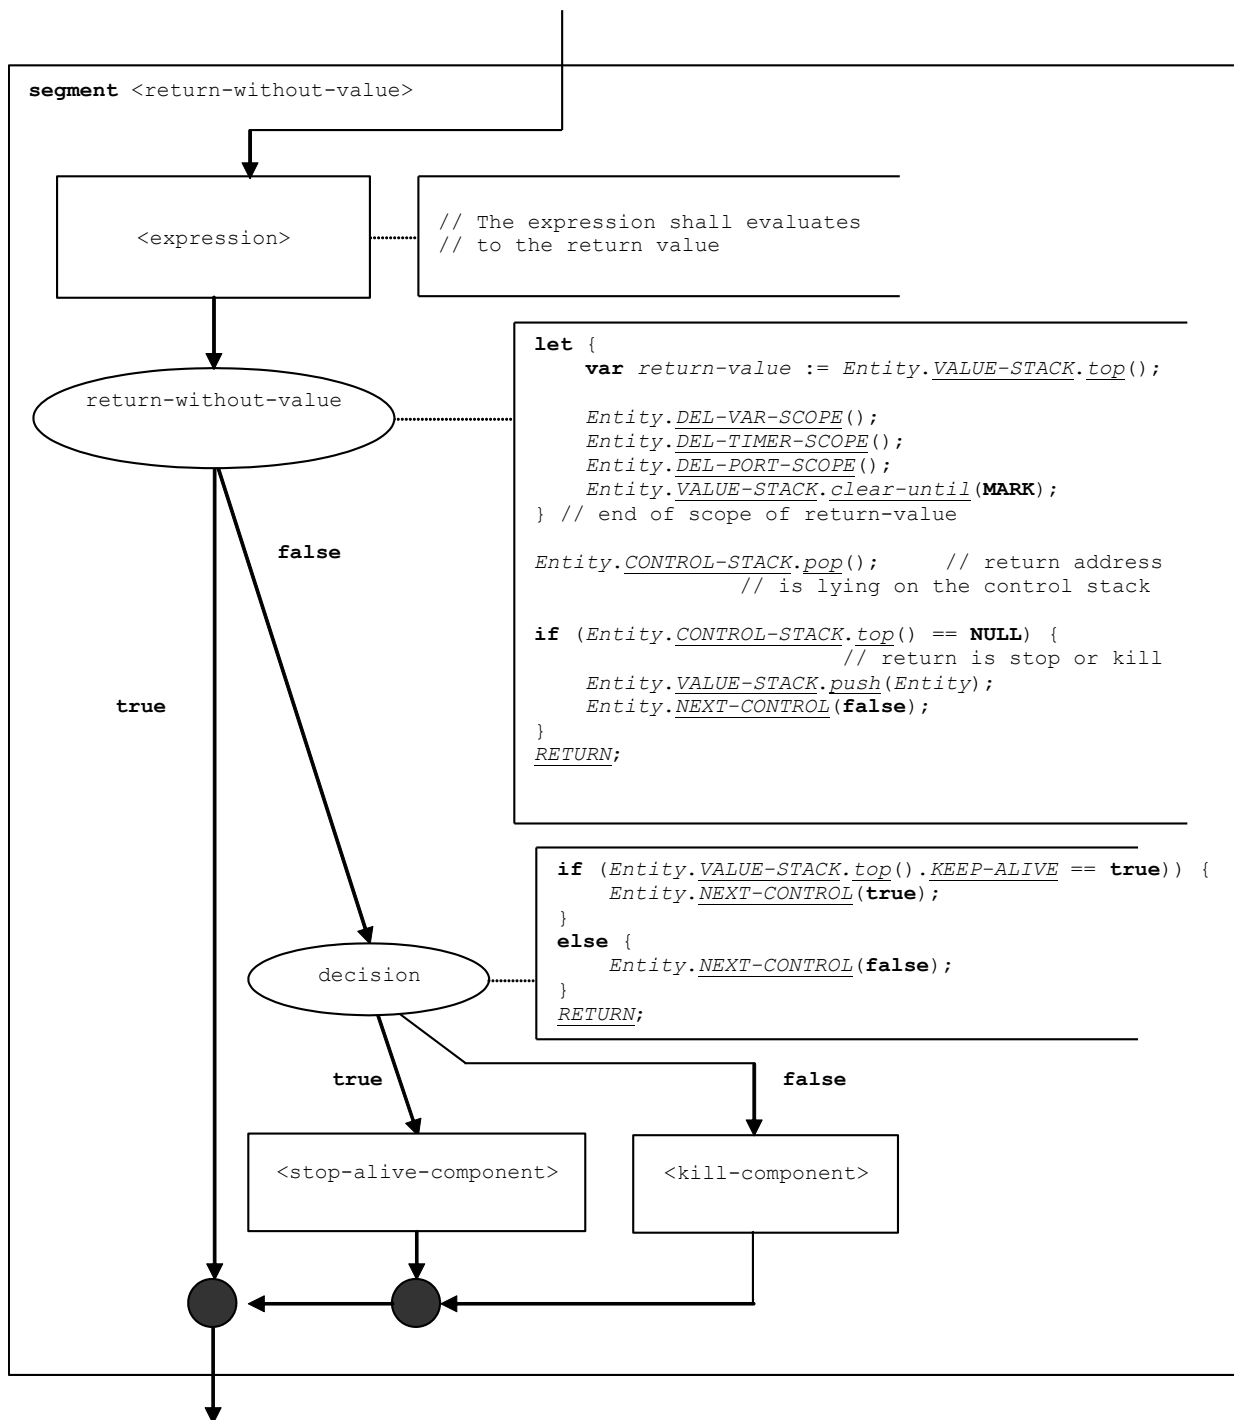 segment <return-without-value>
<expression>
// The expression shall evaluates
// to the return value
return-without-value
let {
var return-value := Entity.VALUE-STACK.top();
Entity.DEL-VAR-SCOPE();
Entity.DEL-TIMER-SCOPE();
Entity.DEL-PORT-SCOPE();
Entity.VALUE-STACK.clear-until(MARK);
} // end of scope of return-value
Entity.CONTROL-STACK.pop(); // return address
// is lying on the control stack
if (Entity.CONTROL-STACK.top() == NULL) {
// return is stop or kill
Entity.VALUE-STACK.push(Entity);
Entity.NEXT-CONTROL(false);
}
RETURN;
false
true
decision
if (Entity.VALUE-STACK.top().KEEP-ALIVE == true)) {
Entity.NEXT-CONTROL(true);
}
else {
Entity.NEXT-CONTROL(false);
}
RETURN;
true
false
<stop-alive-component>
<kill-component>